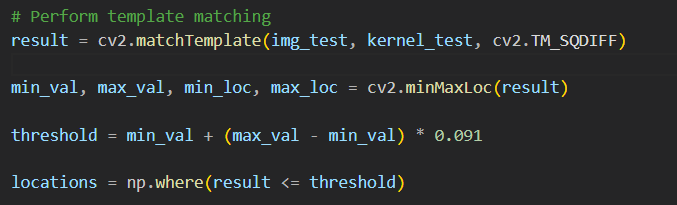 # Perform template matching
result = cv2.matchTemplate(img_test, kernel_test, cv2.TM_SQDIFF)
min_val, max_val, min_loc, max_loc = cv2.minMaxLoc(result)
threshold = min_val + (max_val - min_val) * 0.091
locations = np.where(result <= threshold)